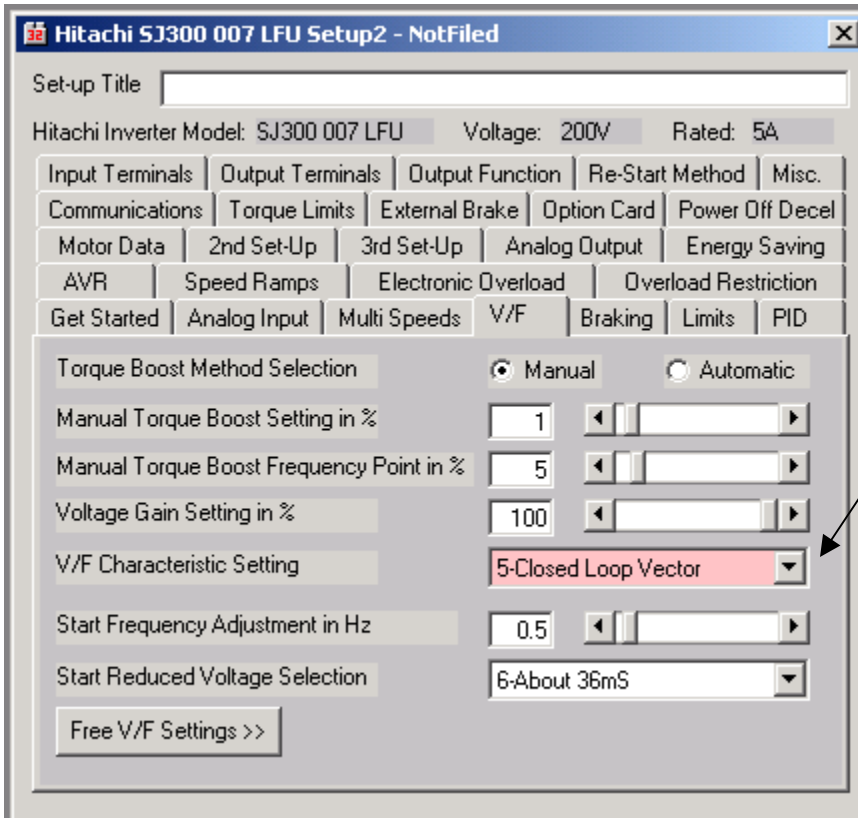 Hitachi SJ300 007 LFU Setup2 - NotFiled
Set-up Title
Hitachi Inverter Model: SJ300 007 LFU Voltage: 200V Rated: 5A
Input Terminals Output Terminals Output Function Re-Start Method Misc.
Communications Torque Limits External Brake Option Card Power Off Decel
Motor Data 2nd Set-Up 3rd Set-Up Analog Output Energy Saving
AVR Speed Ramps Electronic Overload Overload Restriction
Get Started Analog Input Multi Speeds V/F Braking Limits PID
Torque Boost Method Selection Manual Automatic
Manual Torque Boost Setting in % 1
Manual Torque Boost Frequency Point in % 5
Voltage Gain Setting in % 100
V/F Characteristic Setting 5-Closed Loop Vector
Start Frequency Adjustment in Hz 0.5
Start Reduced Voltage Selection 6-About 36mS
Free V/F Settings >>